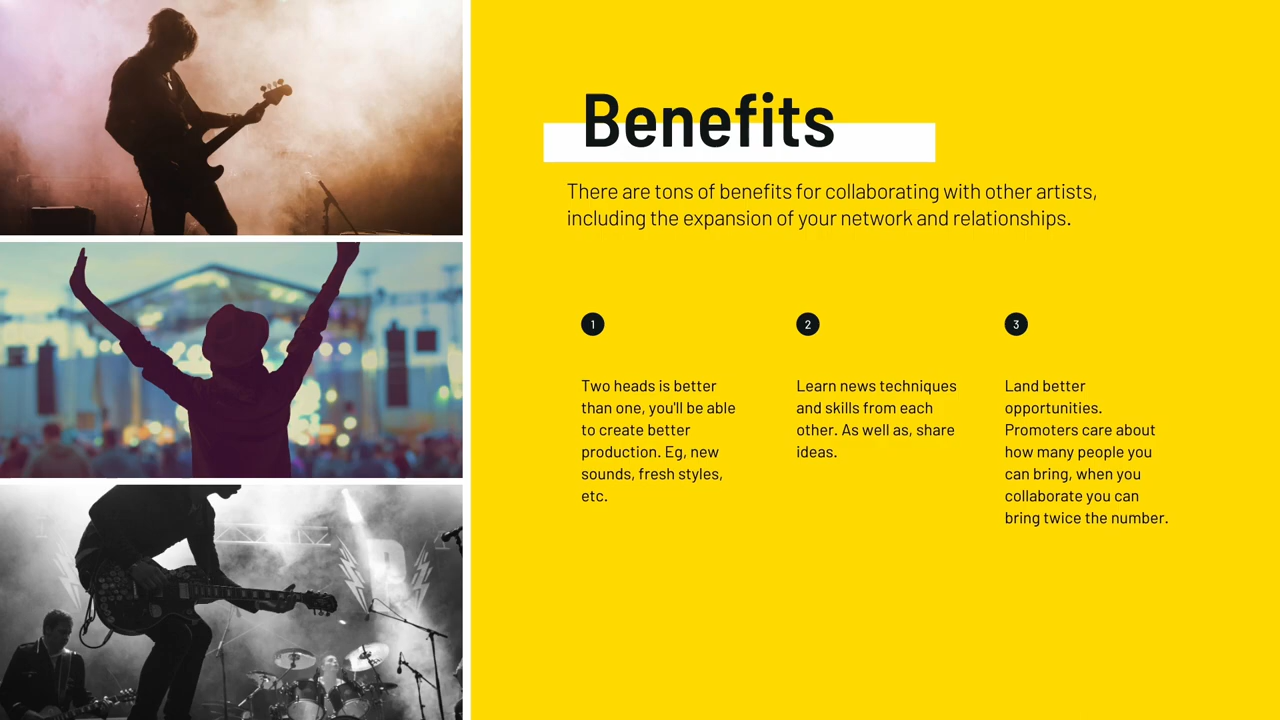 Benefits
There are tons of benefits for collaborating with other artists,
including the expansion of your network and relationships.
1
Two heads is better
than one, you'll be able
to create better
production. Eg, new
sounds, fresh styles,
etc.
2
Learn news techniques
and skills from each
other. As well as, share
ideas.
3
Land better
opportunities.
Promoters care about
how many people you
can bring, when you
collaborate you can
bring twice the number.